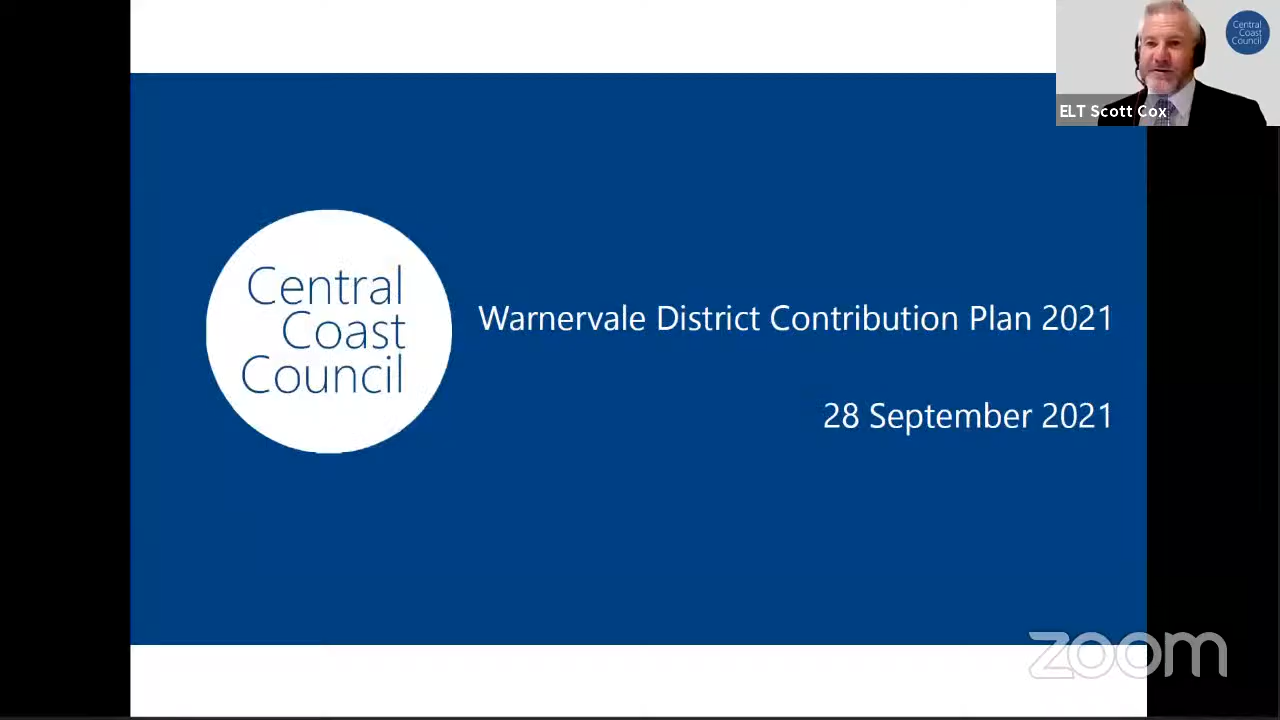 Central
Coast
Council
ELT Scott Cox
Central
Coast
Council
Warnervale District Contribution Plan 2021
28 September 2021
zoom